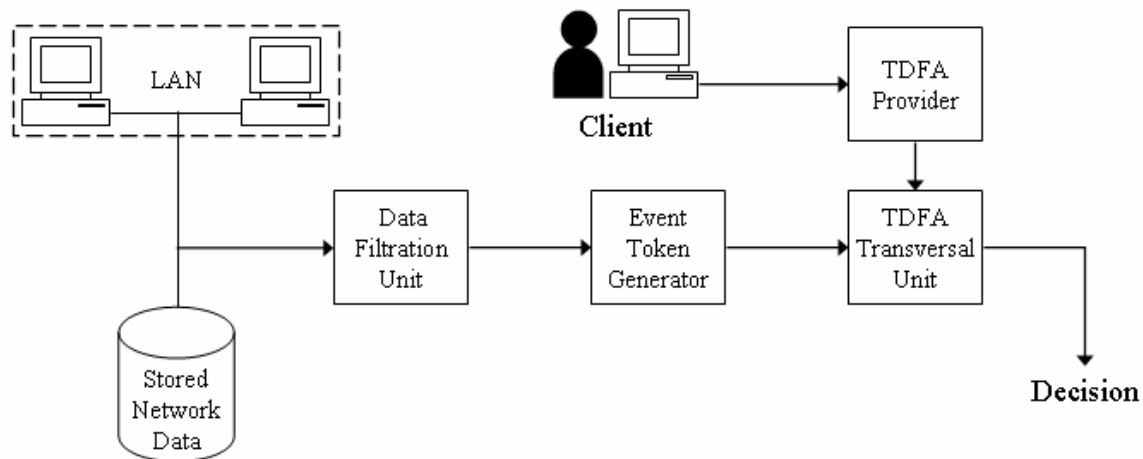 LAN
Client
TDFA
Provider
Data
Filtration
Unit
Event
Token
Generator
TDFA
Transversal
Unit
Stored
Network
Data
Decision